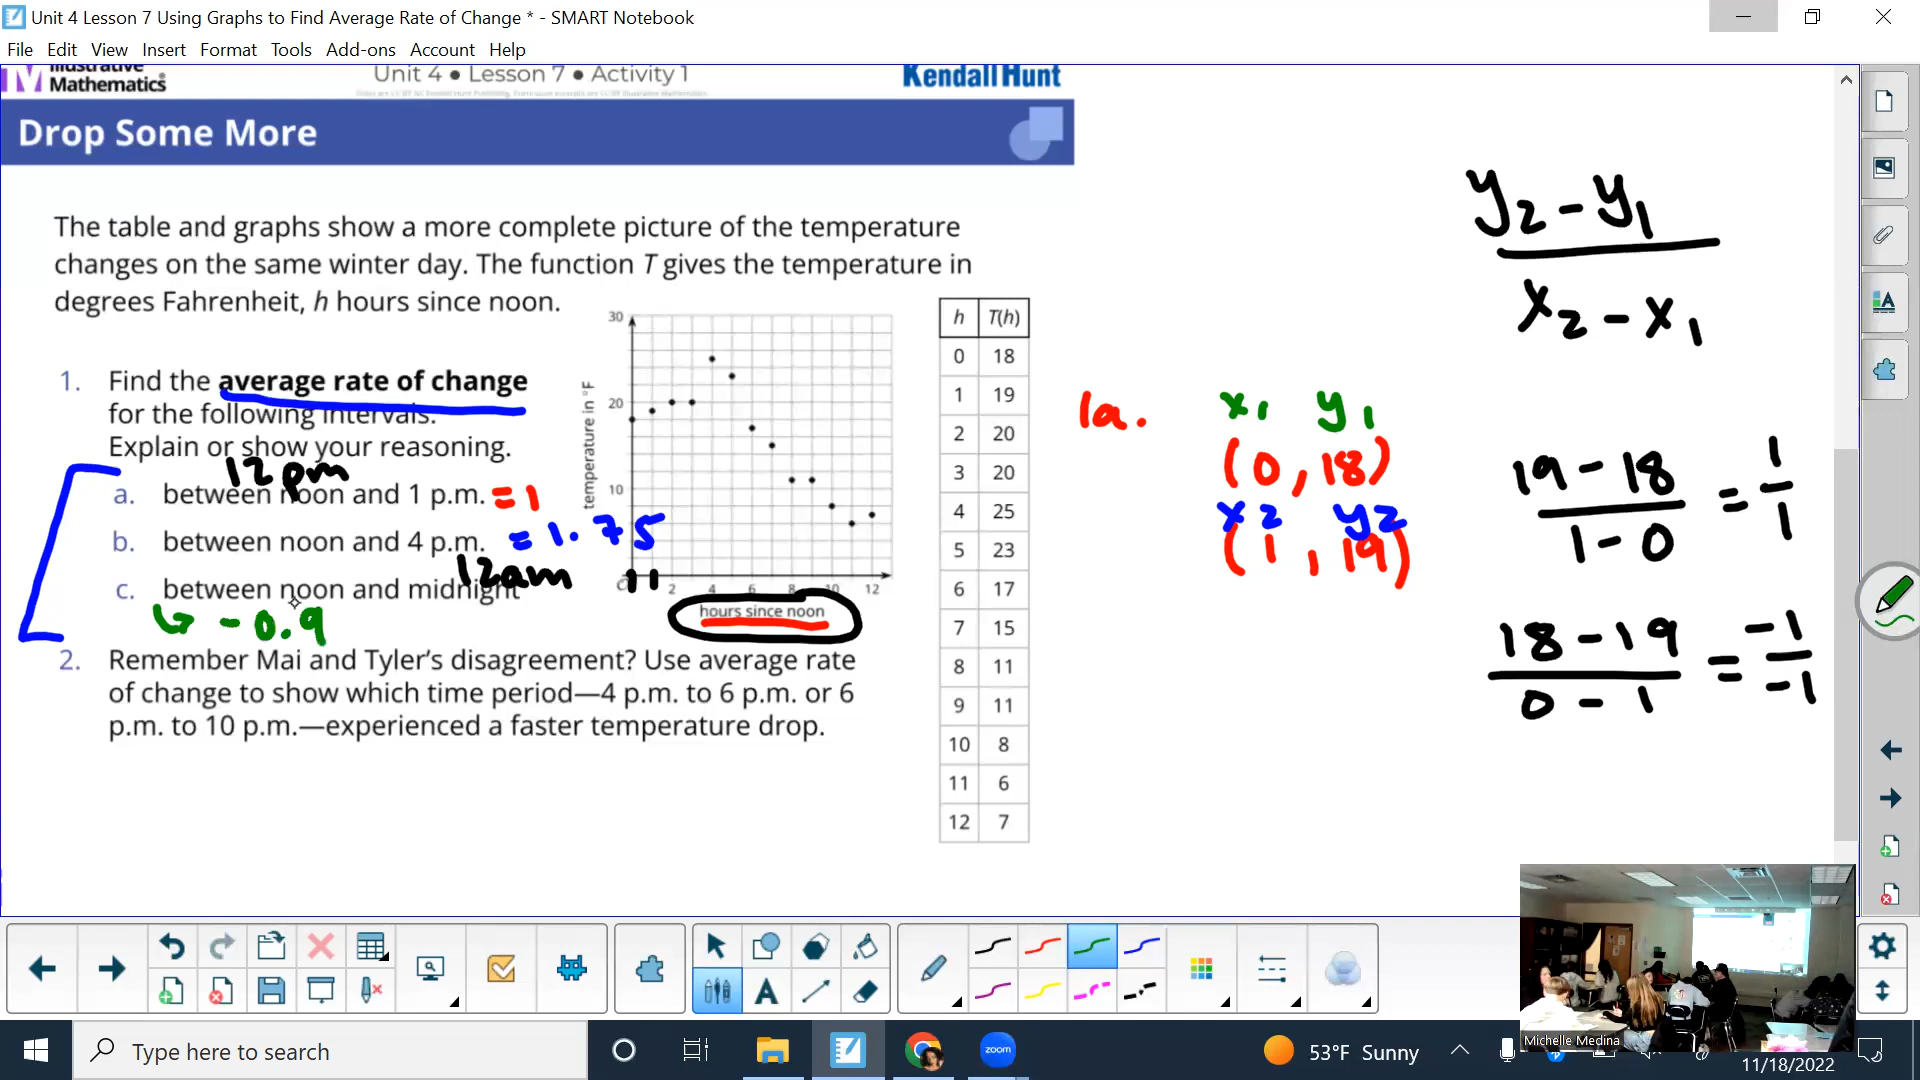 Unit 4 Lesson 7 Using Graphs to Find Average Rate of Change * - SMART Notebook
File Edit View Insert Format Tools Add-ons Account Help
Illustrative
Mathematics
Unit 4 ● Lesson 7 ● Activity 1
Kendall Hunt
Drop Some More
The table and graphs show a more complete picture of the temperature
changes on the same winter day. The function T gives the temperature in
degrees Fahrenheit, h hours since noon.
1. Find the average rate of change
for the following intervals.
Explain or show your reasoning.
12pm
a. between noon and 1 p.m. = 1
b. between noon and 4 p.m. = 1.75
12am
c. between noon and midnight
↳ -0.9
2. Remember Mai and Tyler's disagreement? Use average rate
of change to show which time period—4 p.m. to 6 p.m. or 6
p.m. to 10 p.m.—experienced a faster temperature drop.
temperature in °F
30
20
10
2 4 6 8 10 12
hours since noon
h T(h)
0 18
1 19
2 20
3 20
4 25
5 23
6 17
7 15
8 11
9 11
10 8
11 6
12 7
y2 - y1
x2 - x1
1a.
x1 y1
(0, 18)
x2 y2
(1, 19)
19 - 18 = 1
1 - 0 1
18 - 19 = -1
0 - 1 -1
Michelle Medina
Type here to search
zoom
53°F Sunny
11/18/2022